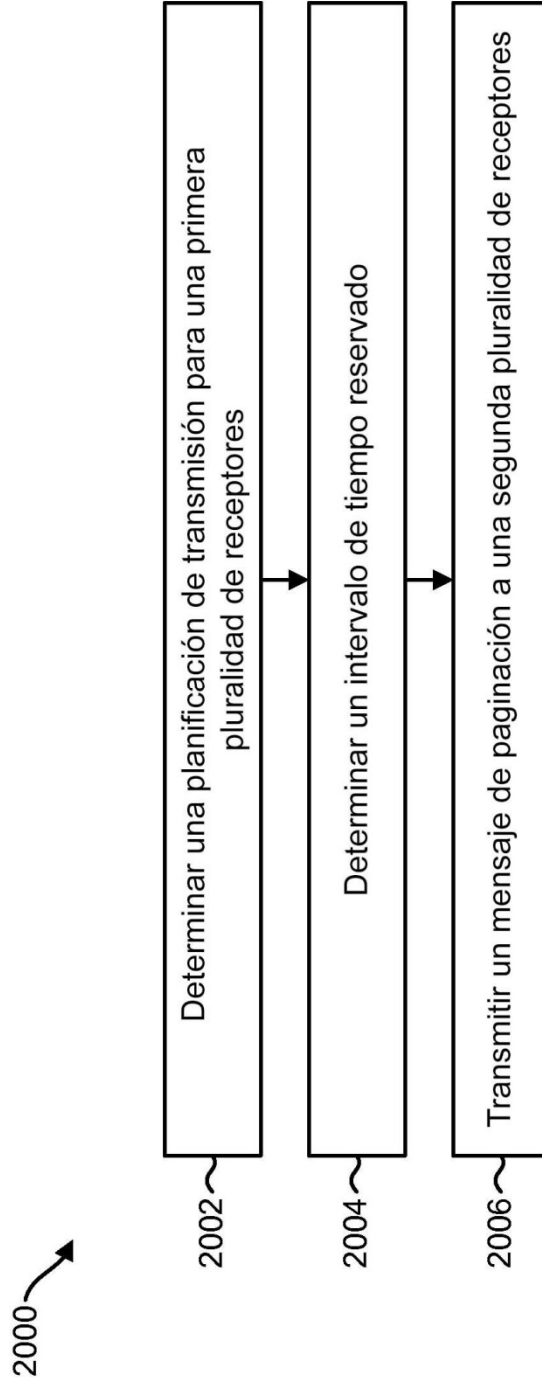 2000
2002
Determinar una planificación de transmisión para una primera
pluralidad de receptores
2004
Determinar un intervalo de tiempo reservado
2006
Transmitir un mensaje de paginación a una segunda pluralidad de receptores